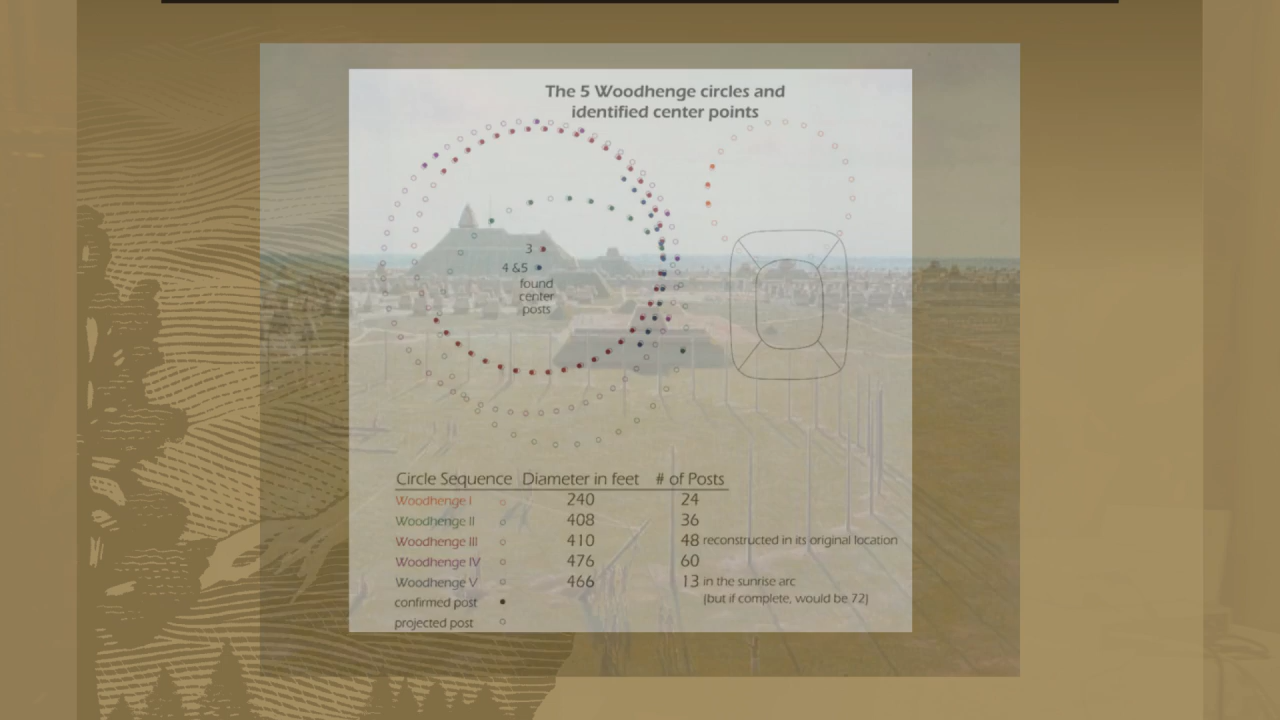 The 5 Woodhenge circles and
identified center points
3
4 &5
found
center
posts
Circle Sequence Diameter in feet # of Posts
Woodhenge I 240 24
Woodhenge II 408 36
Woodhenge III 410 48 reconstructed in its original location
Woodhenge IV 476 60
Woodhenge V 466 13 in the sunrise arc
(but if complete, would be 72)
confirmed post
projected post